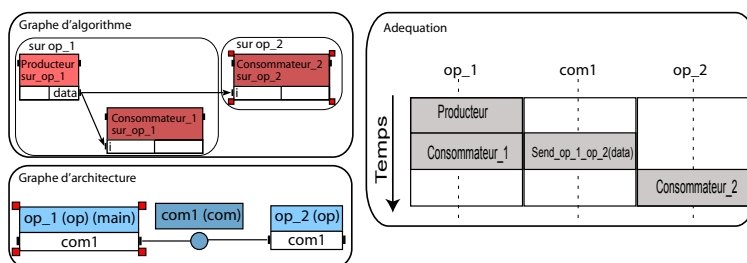 Graphe d'algorithme
sur op_1
Producteur
sur_op_1
data
sur op_2
Consommateur_2
sur_op_2
i
Consommateur_1
sur_op_1
i
Graphe d'architecture
op_1 (op) (main)
com1
com1 (com)
op_2 (op)
com1
Adequation
op_1
com1
op_2
Temps
Producteur
Consommateur_1
Send_op_1_op_2(data)
Consommateur_2